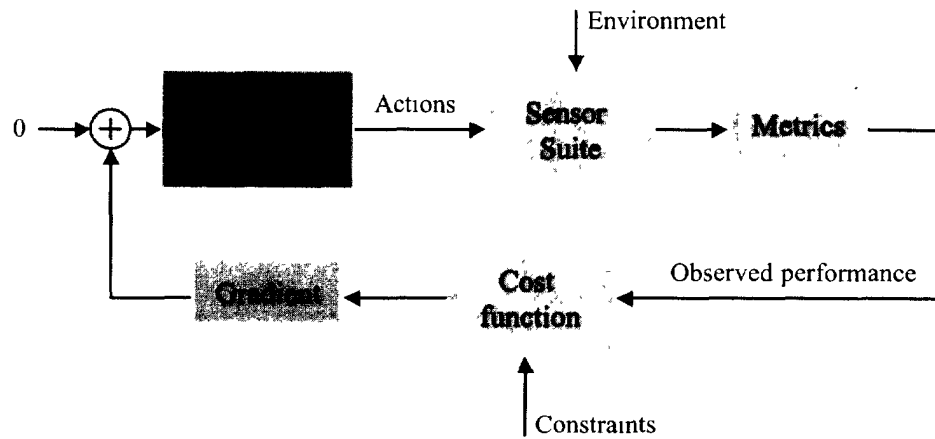 Environment
Actions
0
+
Sensor
Suite
Metrics
Observed performance
Gradient
Cost
function
Constraints